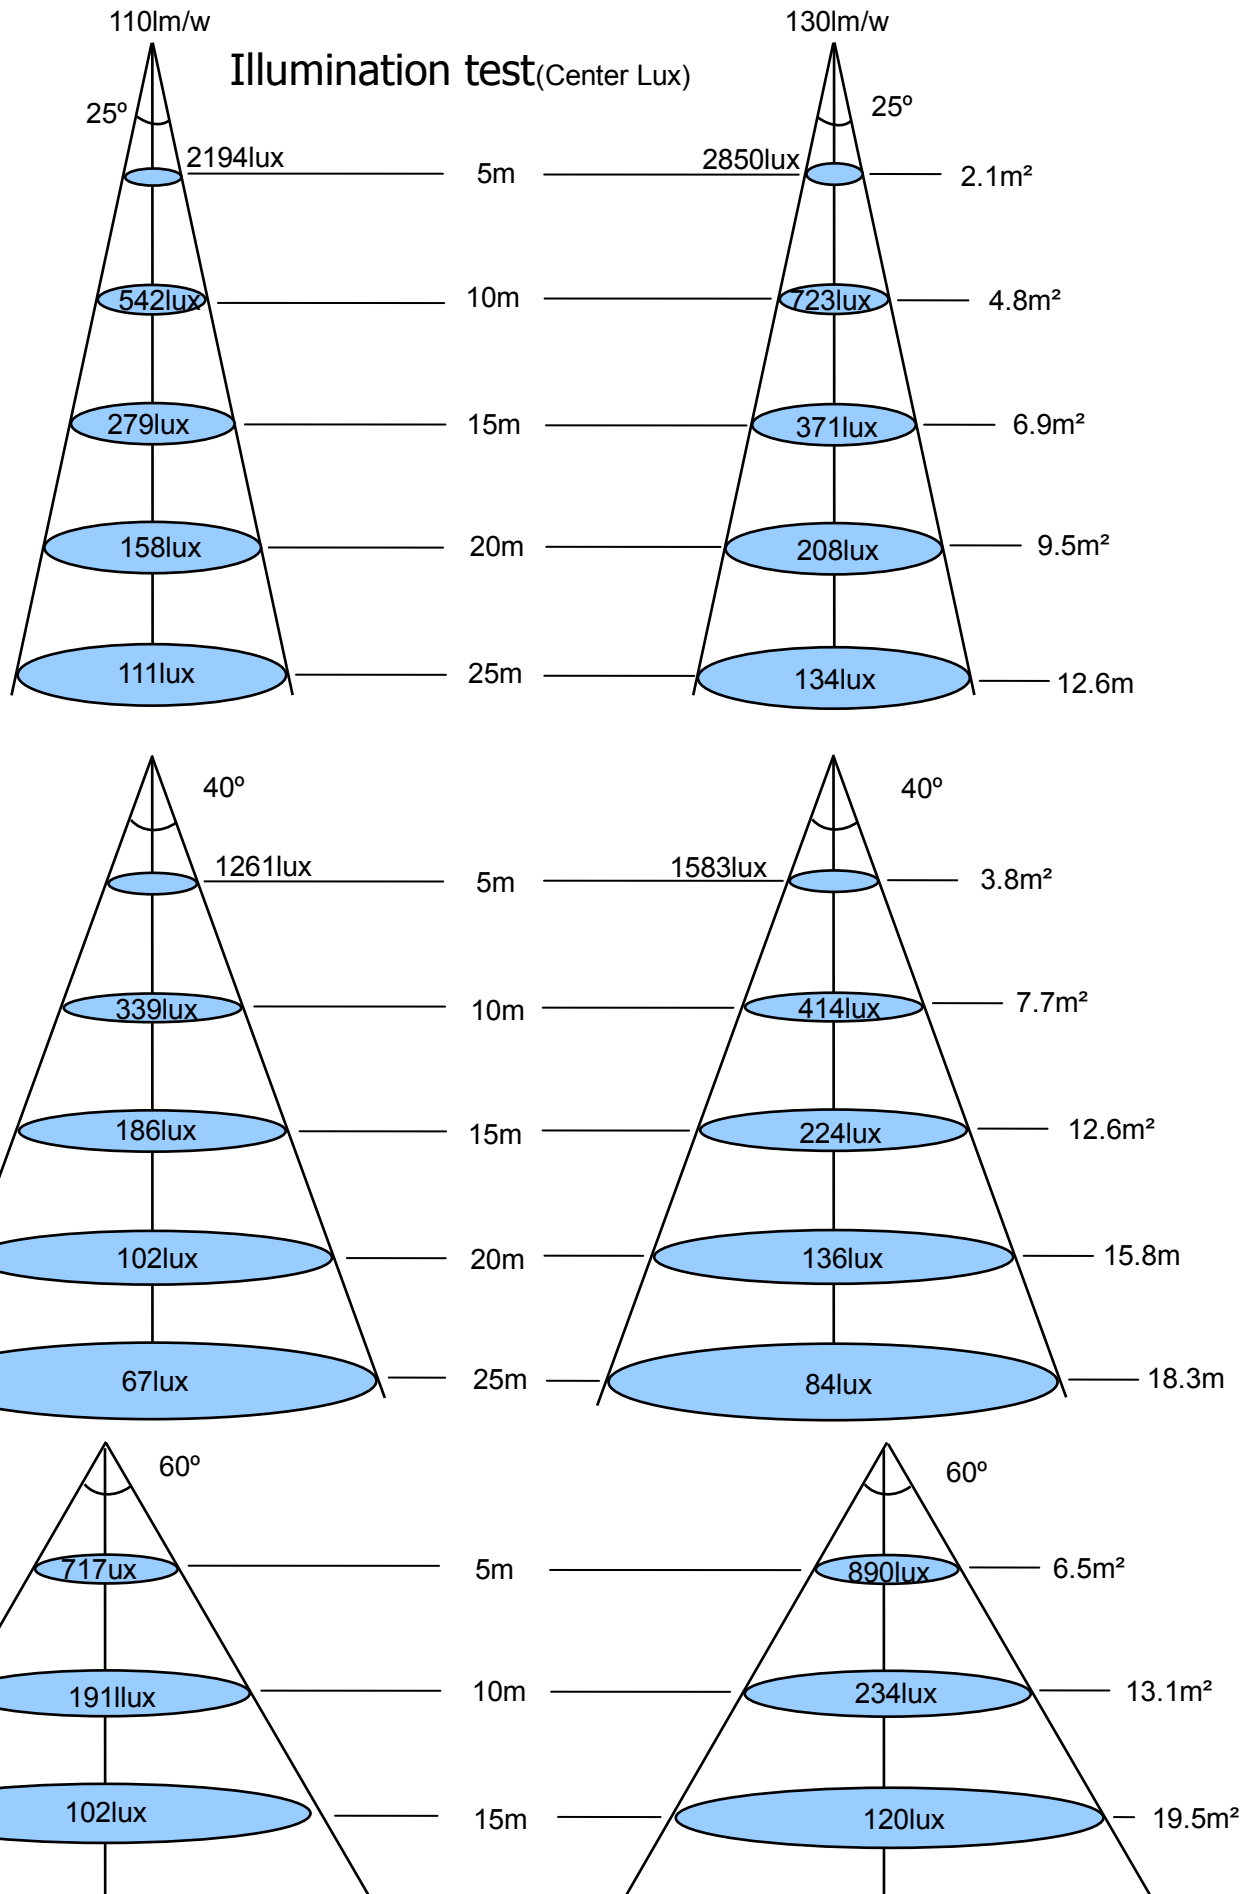 110lm/w 130lm/w
Illumination test(Center Lux)
25º 25º
2194lux 5m 2850lux 2.1m²
542lux 10m 723lux 4.8m²
279lux 15m 371lux 6.9m²
158lux 20m 208lux 9.5m²
111lux 25m 134lux 12.6m
40º 40º
1261lux 5m 1583lux 3.8m²
339lux 10m 414lux 7.7m²
186lux 15m 224lux 12.6m²
102lux 20m 136lux 15.8m
67lux 25m 84lux 18.3m
60º 60º
717ux 5m 890lux 6.5m²
191llux 10m 234lux 13.1m²
102lux 15m 120lux 19.5m²